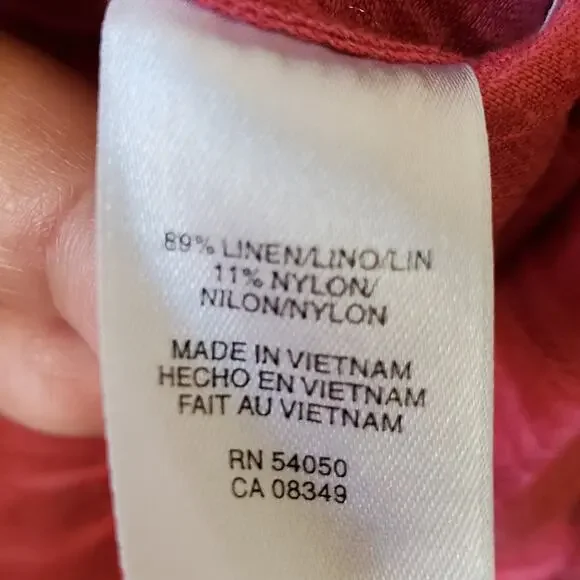 89% LINEN/LINO/LIN
11% NYLON/
NILON/NYLON
MADE IN VIETNAM
HECHO EN VIETNAM
FAIT AU VIETNAM
RN 54050
CA 08349